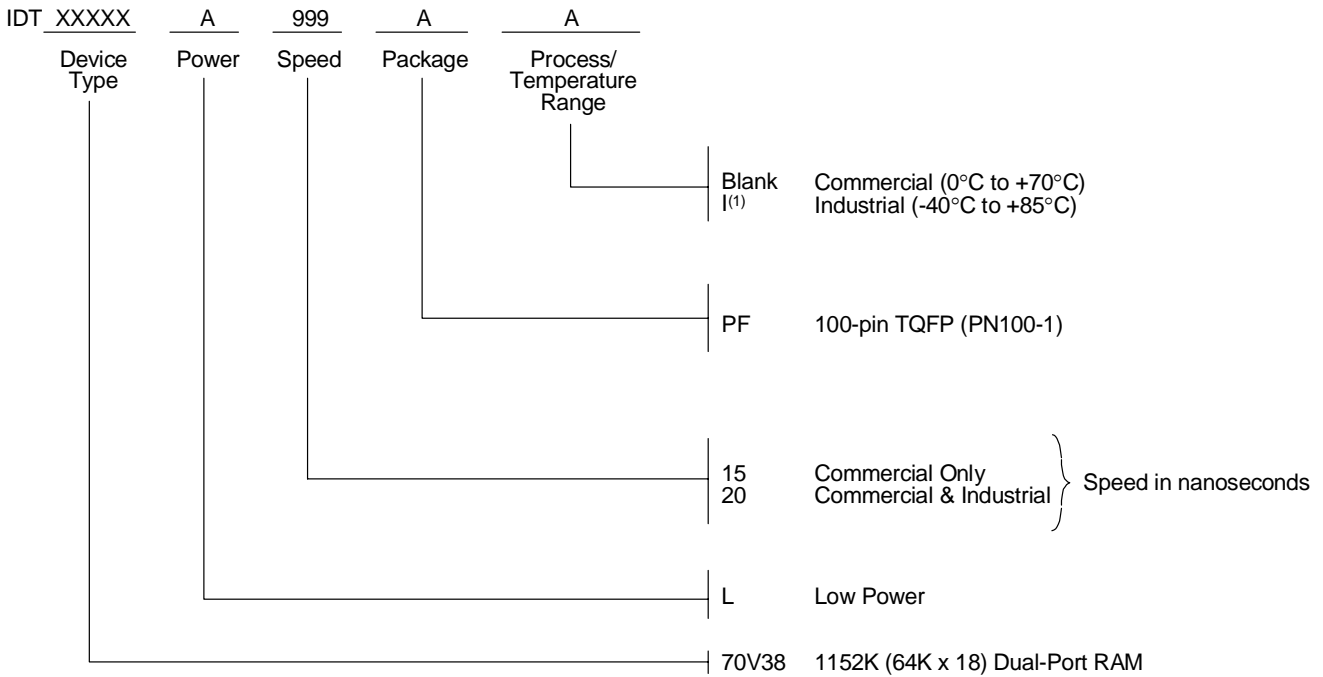 IDT XXXXX A 999 A A
Device Type Power Speed Package Process/ Temperature Range
Blank Commercial (0°C to +70°C)
I(1) Industrial (-40°C to +85°C)
PF 100-pin TQFP (PN100-1)
15 Commercial Only
20 Commercial & Industrial
Speed in nanoseconds
L Low Power
70V38 1152K (64K x 18) Dual-Port RAM